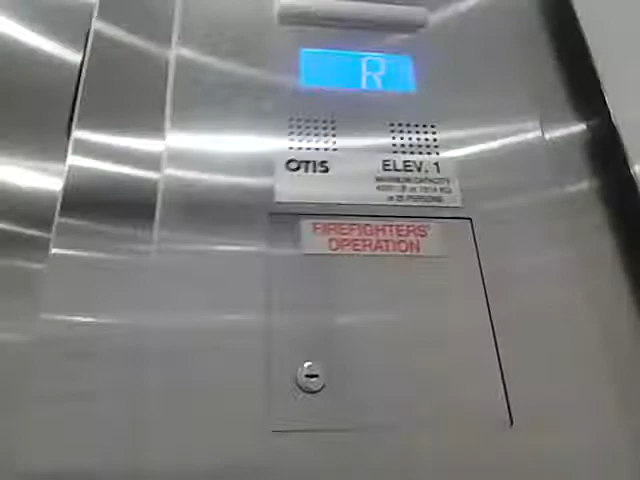 R
OTIS
ELEV. 1
MAXIMUM CAPACITY
FIREFIGHTERS'
OPERATION